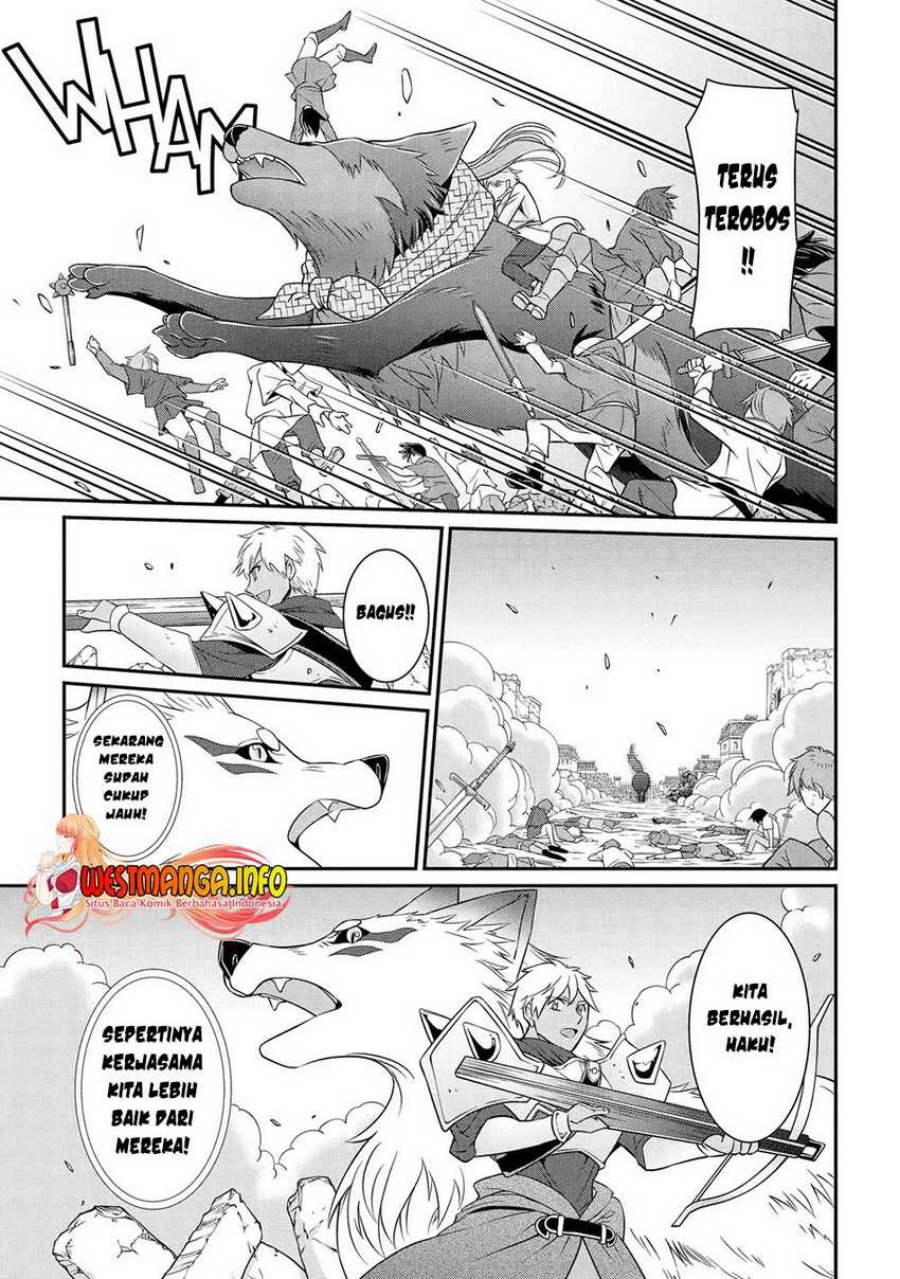 WHAM
TERUS
TEROBOS
!!
BAGUS!!
SEKARANG
MEREKA
SUDAH
CUKUP
JAUH!
WESTMANGA.INFO
Situs Baca Komik Berbahasa Indonesia
KITA
BERHASIL,
HAKU!
SEPERTINYA
KERJASAMA
KITA LEBIH
BAIK DARI
MEREKA!